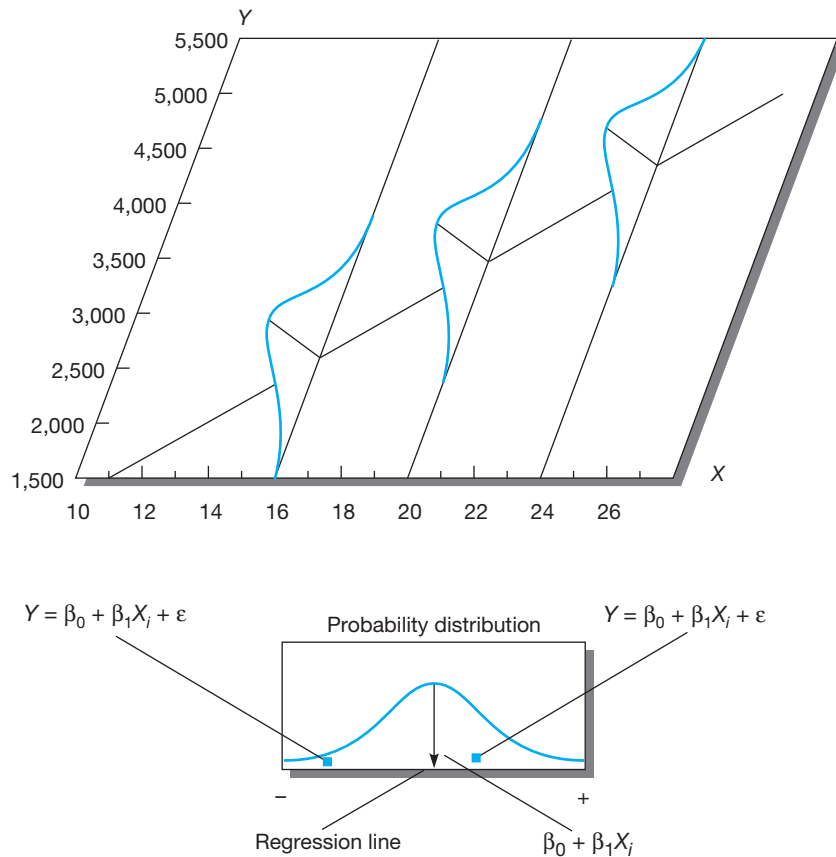 Y
5,500
5,000
4,500
4,000
3,500
3,000
2,500
2,000
1,500
X
10 12 14 16 18 20 22 24 26
Y = β₀ + β₁Xᵢ + ε
Y = β₀ + β₁Xᵢ + ε
Probability distribution
– +
Regression line
β₀ + β₁Xᵢ